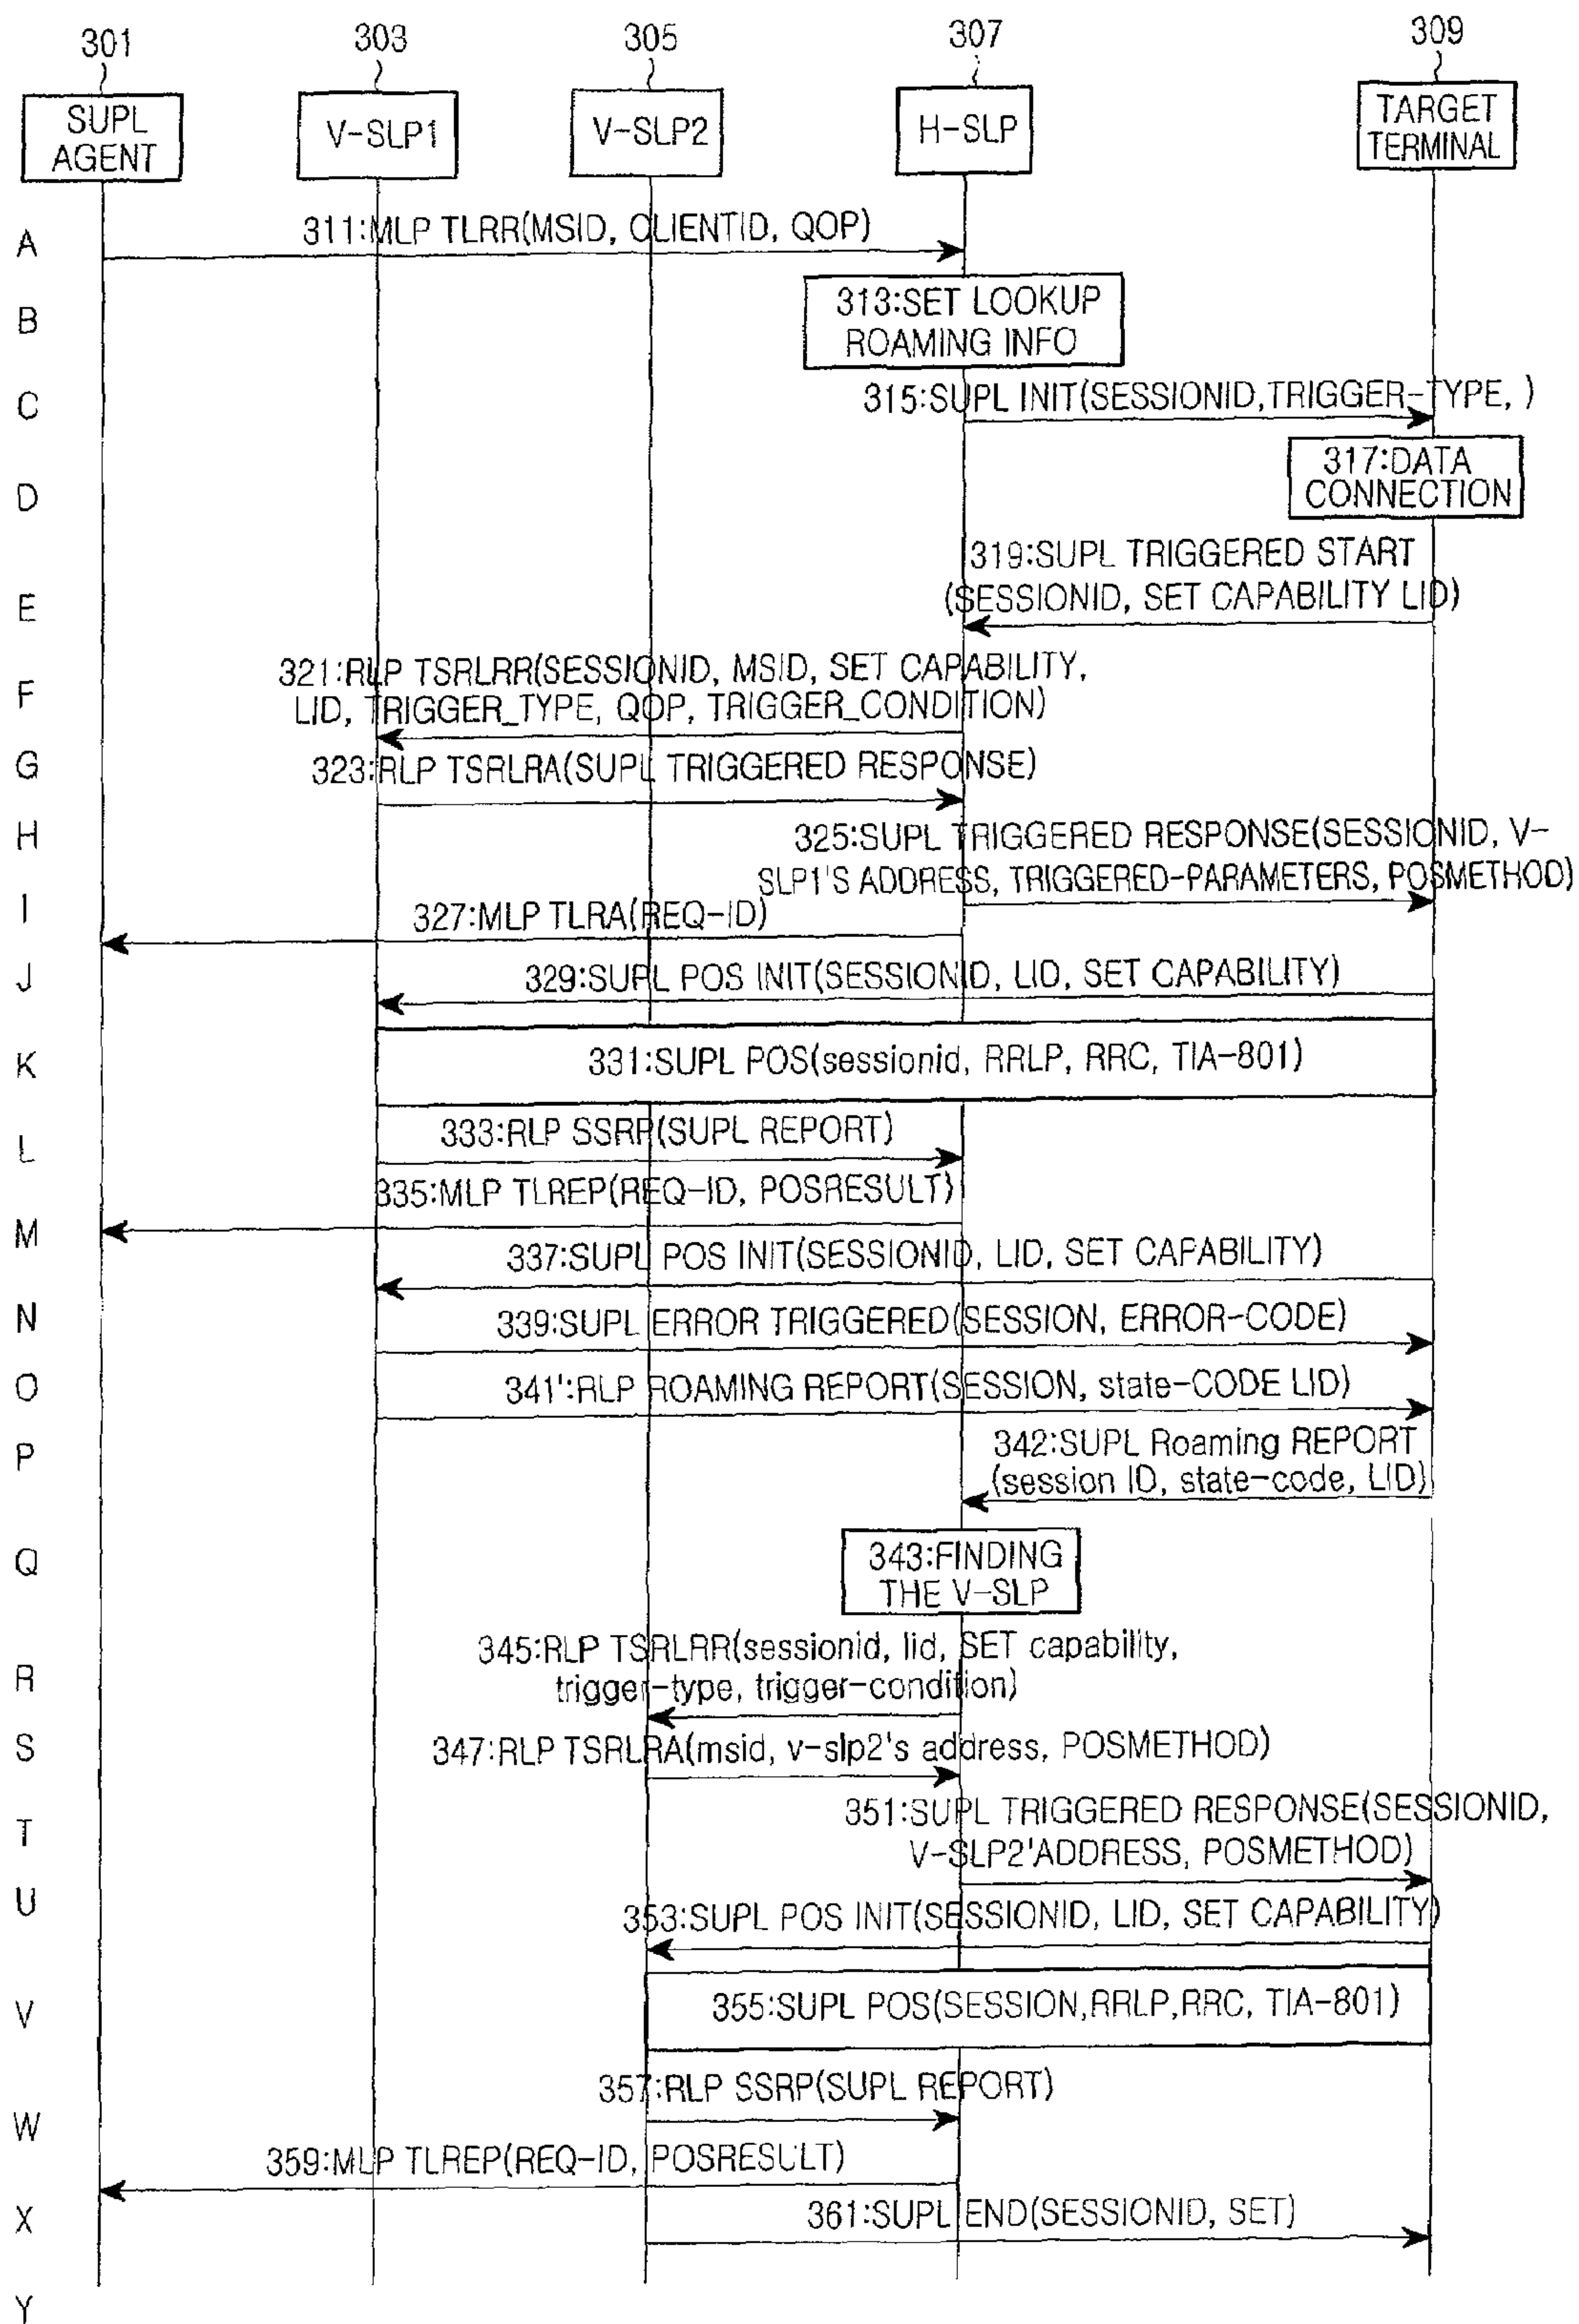 301
303
305
307
309
SUPL
AGENT
V-SLP1
V-SLP2
H-SLP
TARGET
TERMINAL
A
311:MLP TLRR(MSID, CLIENTID, QOP)
B
313:SET LOOKUP
ROAMING INFO
C
315:SUPL INIT(SESSIONID,TRIGGER-TYPE, )
D
317:DATA
CONNECTION
319:SUPL TRIGGERED START
E
(SESSIONID, SET CAPABILITY LID)
321:RLP TSRLRR(SESSIONID, MSID, SET CAPABILITY,
F
LID, TRIGGER_TYPE, QOP, TRIGGER_CONDITION)
G
323:RLP TSRLRA(SUPL TRIGGERED RESPONSE)
H
325:SUPL TRIGGERED RESPONSE(SESSIONID, V-
SLP1'S ADDRESS, TRIGGERED-PARAMETERS, POSMETHOD)
I
327:MLP TLRA(REQ-ID)
J
329:SUPL POS INIT(SESSIONID, LID, SET CAPABILITY)
K
331:SUPL POS(sessionid, RRLP, RRC, TIA-801)
L
333:RLP SSRP(SUPL REPORT)
335:MLP TLREP(REQ-ID, POSRESULT)
M
337:SUPL POS INIT(SESSIONID, LID, SET CAPABILITY)
N
339:SUPL ERROR TRIGGERED(SESSION, ERROR-CODE)
O
341':RLP ROAMING REPORT(SESSION, state-CODE LID)
P
342:SUPL Roaming REPORT
(session ID, state-code, LID)
Q
343:FINDING
THE V-SLP
345:RLP TSRLRR(sessionid, lid, SET capability,
R
trigger-type, trigger-condition)
S
347:RLP TSRLRA(msid, v-slp2's address, POSMETHOD)
351:SUPL TRIGGERED RESPONSE(SESSIONID,
T
V-SLP2'ADDRESS, POSMETHOD)
U
353:SUPL POS INIT(SESSIONID, LID, SET CAPABILITY)
V
355:SUPL POS(SESSION,RRLP,RRC, TIA-801)
357:RLP SSRP(SUPL REPORT)
W
359:MLP TLREP(REQ-ID, POSRESULT)
X
361:SUPL END(SESSIONID, SET)
Y